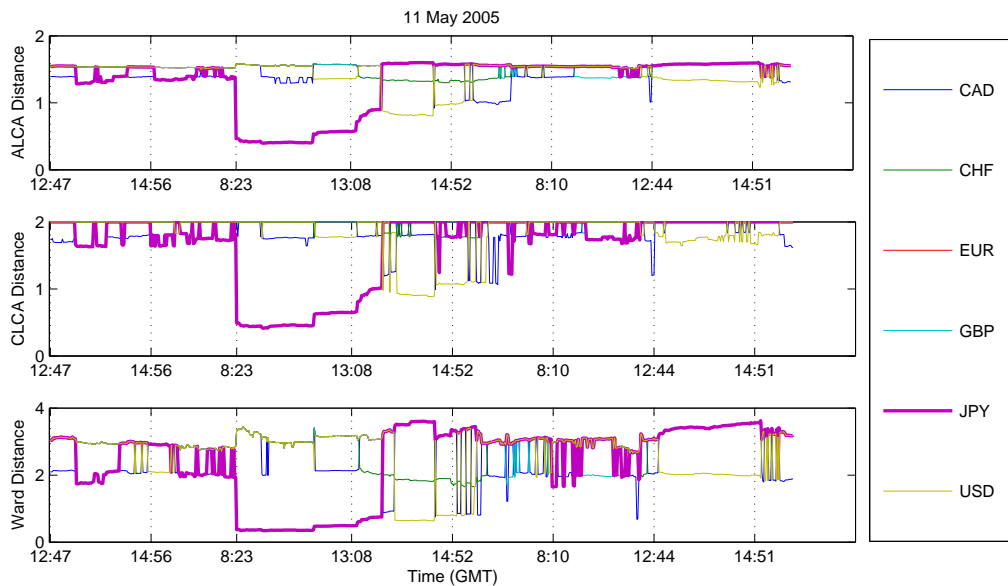 11 May 2005
ALCA Distance
2
1
0
12:47 14:56 8:23 13:08 14:52 8:10 12:44 14:51
CLCA Distance
2
1
0
12:47 14:56 8:23 13:08 14:52 8:10 12:44 14:51
Ward Distance
4
2
0
12:47 14:56 8:23 13:08 14:52 8:10 12:44 14:51
Time (GMT)
CAD
CHF
EUR
GBP
JPY
USD